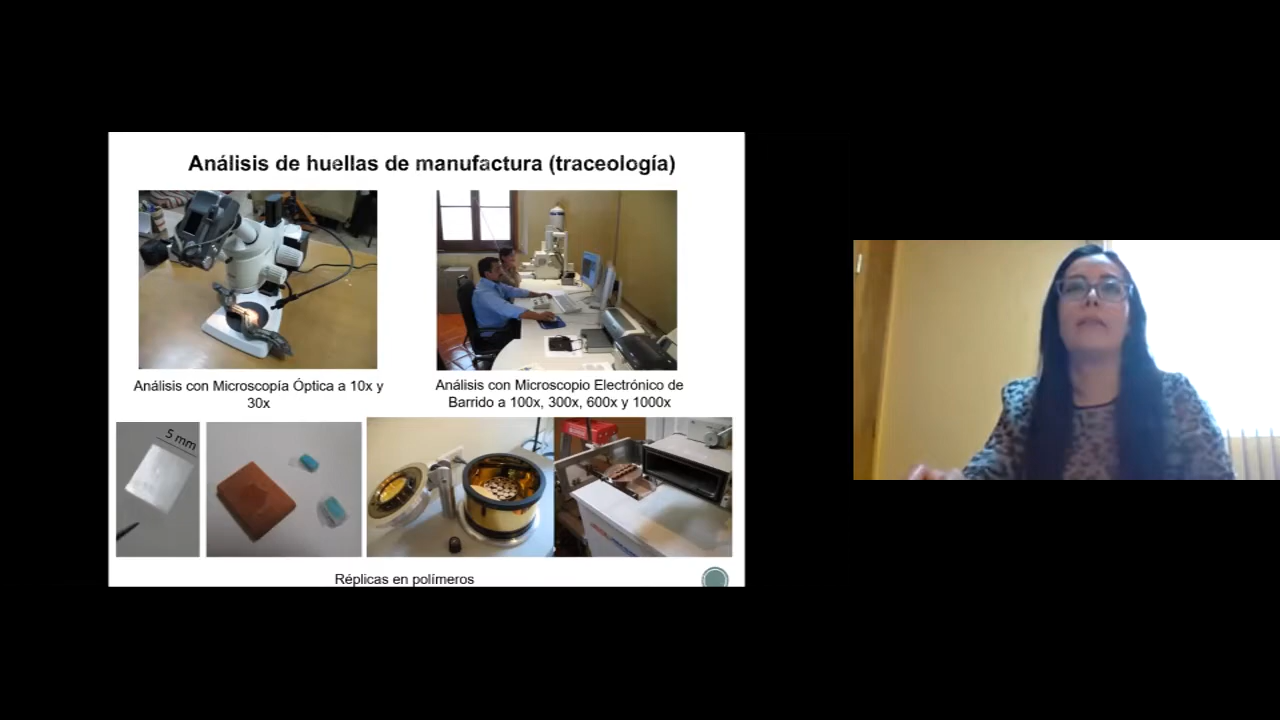 Análisis de huellas de manufactura (traceología)
Análisis con Microscopía Óptica a 10x y
30x
Análisis con Microscopio Electrónico de
Barrido a 100x, 300x, 600x y 1000x
5 mm
Réplicas en polímeros